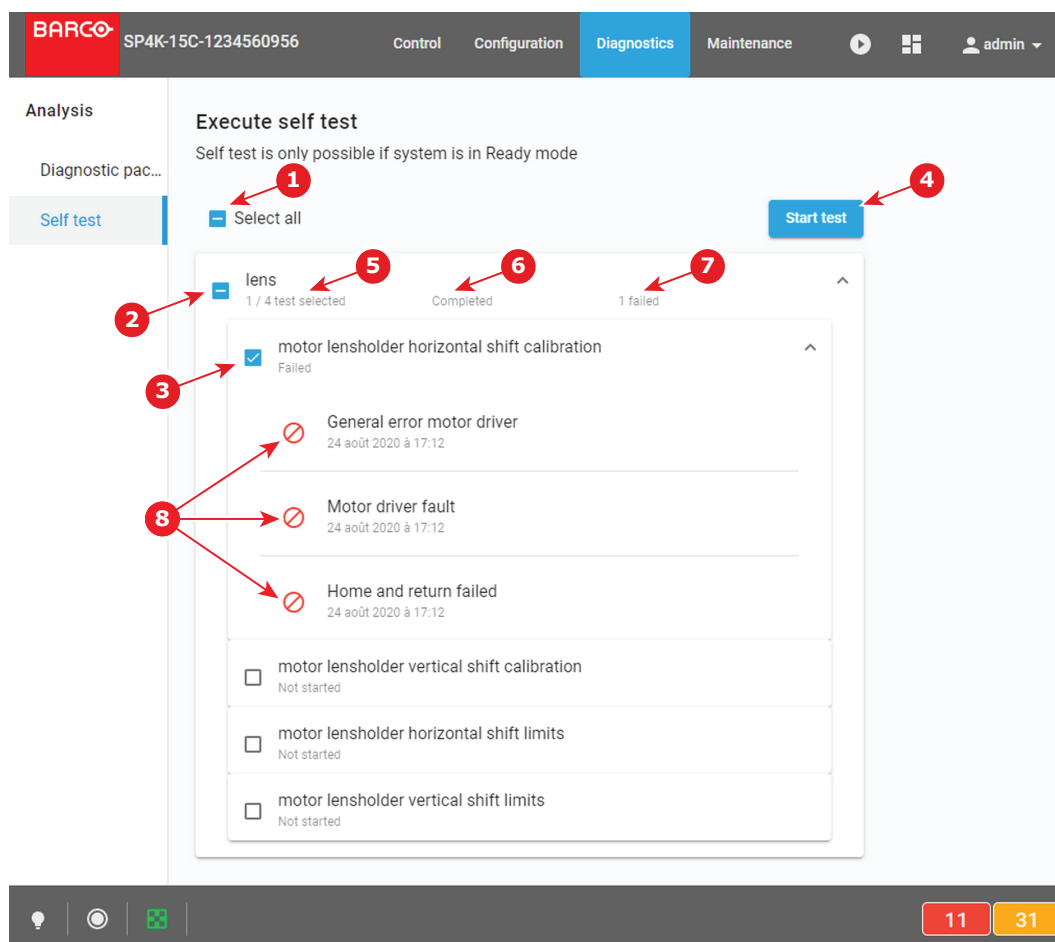 BARCO
SP4K-15C-1234560956
Control
Configuration
Diagnostics
Maintenance
admin
Analysis
Diagnostic pac...
Self test
Execute self test
Self test is only possible if system is in Ready mode
1
4
Select all
Start test
5
6
7
lens
1 / 4 test selected
Completed
1 failed
2
motor lensholder horizontal shift calibration
Failed
3
General error motor driver
24 août 2020 à 17:12
8
Motor driver fault
24 août 2020 à 17:12
Home and return failed
24 août 2020 à 17:12
motor lensholder vertical shift calibration
Not started
motor lensholder horizontal shift limits
Not started
motor lensholder vertical shift limits
Not started
11
31